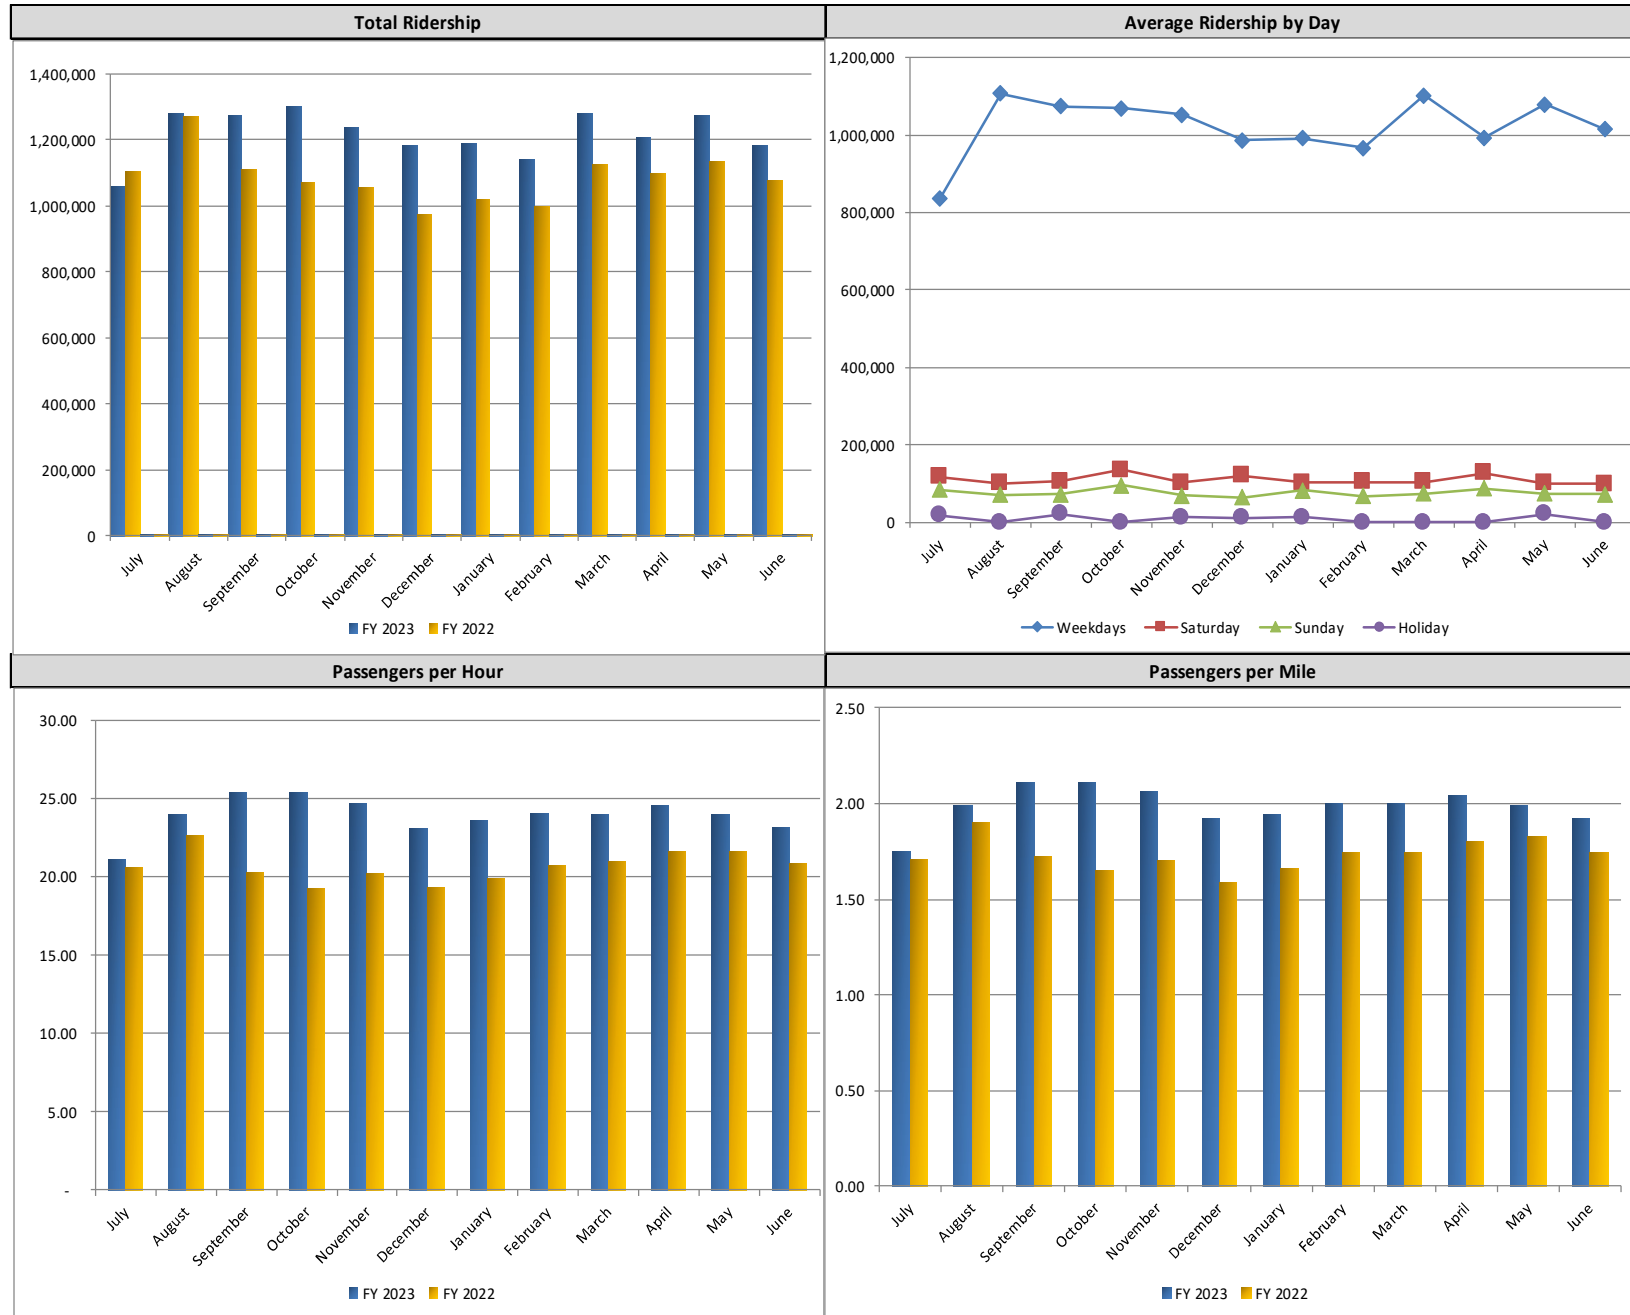 Total Ridership
1,400,000
1,200,000
1,000,000
800,000
600,000
400,000
200,000
0
July August September October November December January February March April May June
FY 2023 FY 2022
Average Ridership by Day
1,200,000
1,000,000
800,000
600,000
400,000
200,000
0
July August September October November December January February March April May June
Weekdays Saturday Sunday Holiday
Passengers per Hour
30.00
25.00
20.00
15.00
10.00
5.00
-
July August September October November December January February March April May June
FY 2023 FY 2022
Passengers per Mile
2.50
2.00
1.50
1.00
0.50
0.00
July August September October November December January February March April May June
FY 2023 FY 2022